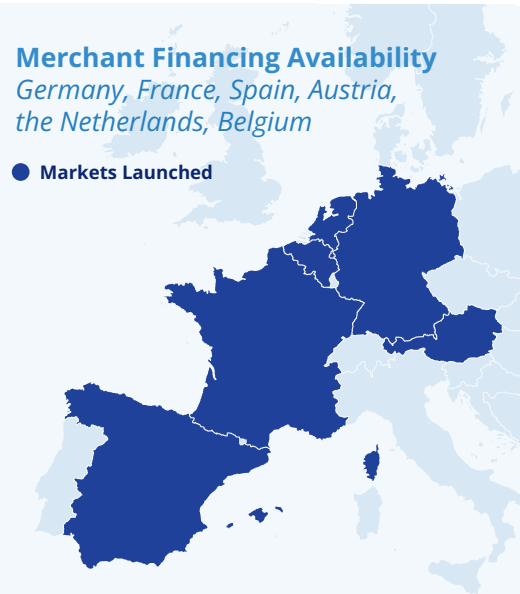 Merchant Financing Availability
Germany, France, Spain, Austria,
the Netherlands, Belgium
Markets Launched